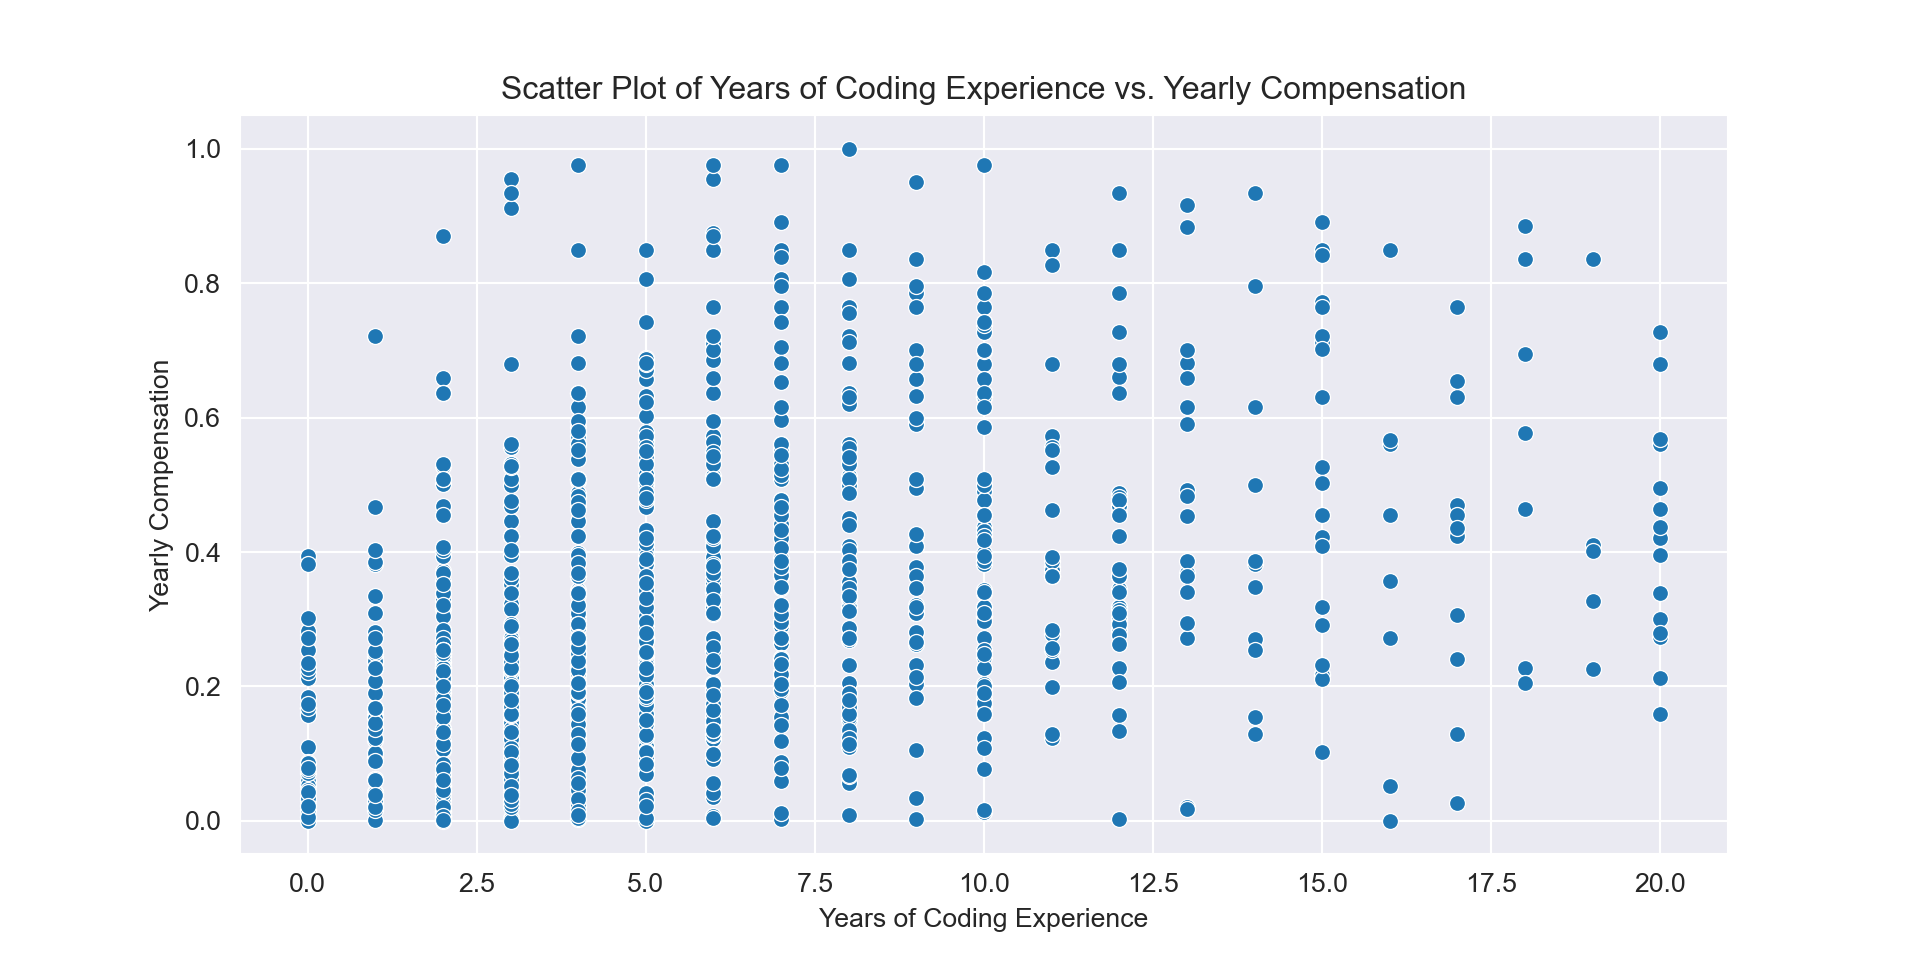 Scatter Plot of Years of Coding Experience vs. Yearly Compensation
1.0
0.8
0.6
0.4
0.2
0.0
Yearly Compensation
0.0 2.5 5.0 7.5 10.0 12.5 15.0 17.5 20.0
Years of Coding Experience